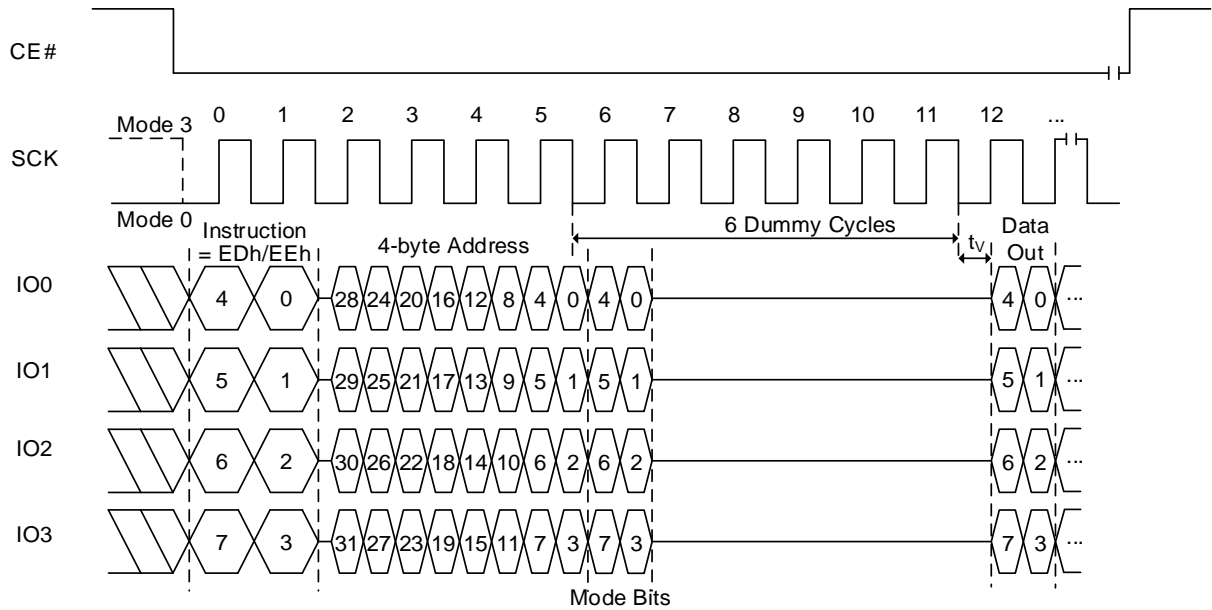 CE#
0 1 2 3 4 5 6 7 8 9 10 11 12 ...
Mode 3
SCK
Mode 0
Instruction
= EDh/EEh
4-byte Address
6 Dummy Cycles
tV
Data
Out
IO0 4 0 28 24 20 16 12 8 4 0 4 0 4 0 ...
IO1 5 1 29 25 21 17 13 9 5 1 5 1 5 1 ...
IO2 6 2 30 26 22 18 14 10 6 2 6 2 6 2 ...
IO3 7 3 31 27 23 19 15 11 7 3 7 3 7 3 ...
Mode Bits